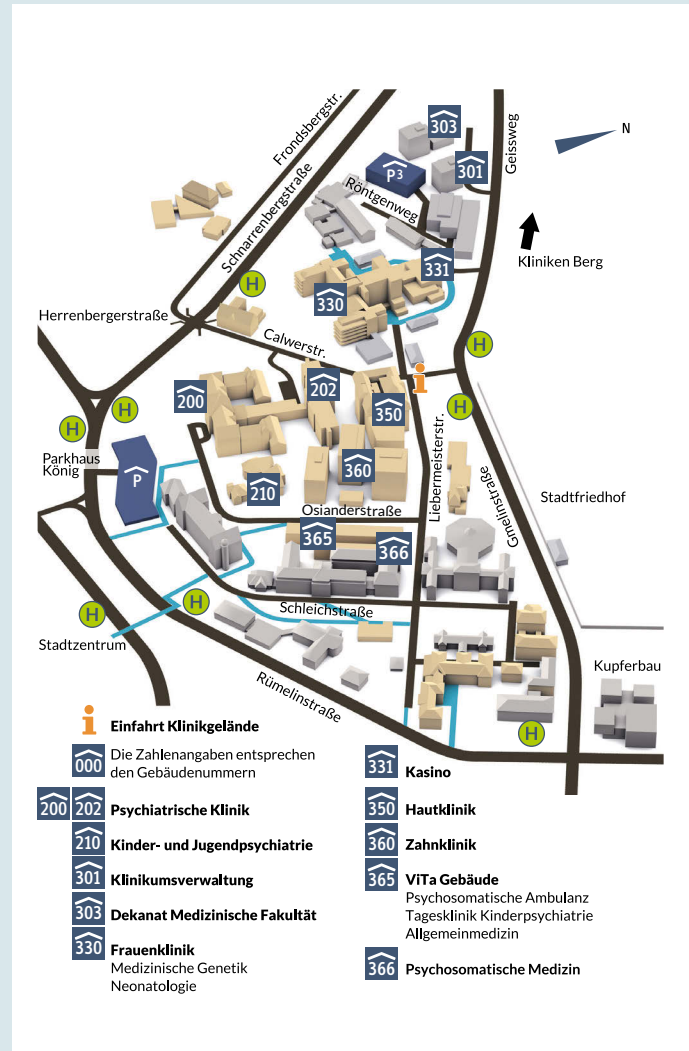 Frondsbergstr.
Schnarrenbergstraße
303
Geissweg
N
P3
301
Röntgenweg
Kliniken Berg
331
H
330
Herrenbergerstraße
Calwerstr.
H
i
200
202
350
H
H
H
Liebermeisterstr.
Gmelinstraße
Parkhaus
König
P
360
210
Stadtfriedhof
Osianderstraße
365
366
H
H
Schleichstraße
Stadtzentrum
Kupferbau
Rümelinstraße
H
i Einfahrt Klinikgelände
000 Die Zahlenangaben entsprechen
den Gebäudenummern
200 202 Psychiatrische Klinik
210 Kinder- und Jugendpsychiatrie
301 Klinikumsverwaltung
303 Dekanat Medizinische Fakultät
330 Frauenklinik
Medizinische Genetik
Neonatologie
331 Kasino
350 Hautklinik
360 Zahnklinik
365 ViTa Gebäude
Psychosomatische Ambulanz
Tagesklinik Kinderpsychiatrie
Allgemeinmedizin
366 Psychosomatische Medizin